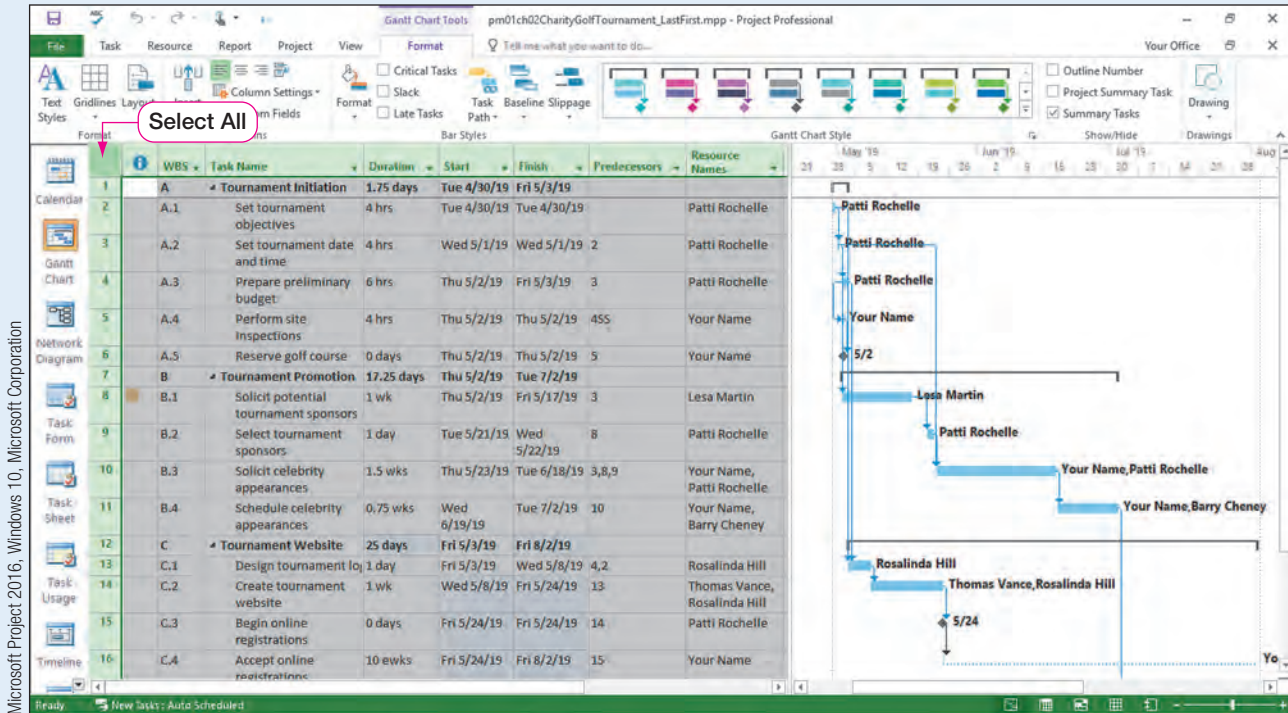 Gantt Chart Tools pm01ch02CharityGolfTournament_LastFirst.mpp - Project Professional
File Task Resource Report Project View Format Tell me what you want to do... Your Office
Text Styles Gridlines Layout Insert Column Settings Format Critical Tasks Slack Late Tasks Task Path Baseline Slippage Outline Number Project Summary Task Summary Tasks Drawing
Fields
Format Bar Styles Gantt Chart Style Show/Hide Drawings
Select All
WBS Task Name Duration Start Finish Predecessors Resource Names
May '19 Jun '19 Jul '19 Aug
21 28 5 12 19 26 2 9 16 23 30 7 14 21 28
1 A Tournament Initiation 1.75 days Tue 4/30/19 Fri 5/3/19
2 A.1 Set tournament objectives 4 hrs Tue 4/30/19 Tue 4/30/19 Patti Rochelle
Patti Rochelle
3 A.2 Set tournament date and time 4 hrs Wed 5/1/19 Wed 5/1/19 2 Patti Rochelle
Patti Rochelle
4 A.3 Prepare preliminary budget 6 hrs Thu 5/2/19 Fri 5/3/19 3 Patti Rochelle
Patti Rochelle
5 A.4 Perform site inspections 4 hrs Thu 5/2/19 Thu 5/2/19 4SS Your Name
Your Name
6 A.5 Reserve golf course 0 days Thu 5/2/19 Thu 5/2/19 5 Your Name
5/2
7 B Tournament Promotion 17.25 days Thu 5/2/19 Tue 7/2/19
8 B.1 Solicit potential tournament sponsors 1 wk Thu 5/2/19 Fri 5/17/19 3 Lesa Martin
Lesa Martin
9 B.2 Select tournament sponsors 1 day Tue 5/21/19 Wed 5/22/19 8 Patti Rochelle
Patti Rochelle
10 B.3 Solicit celebrity appearances 1.5 wks Thu 5/23/19 Tue 6/18/19 3,8,9 Your Name, Patti Rochelle
Your Name,Patti Rochelle
11 B.4 Schedule celebrity appearances 0.75 wks Wed 6/19/19 Tue 7/2/19 10 Your Name, Barry Cheney
Your Name,Barry Cheney
12 C Tournament Website 25 days Fri 5/3/19 Fri 8/2/19
13 C.1 Design tournament lo 1 day Fri 5/3/19 Wed 5/8/19 4,2 Rosalinda Hill
Rosalinda Hill
14 C.2 Create tournament website 1 wk Wed 5/8/19 Fri 5/24/19 13 Thomas Vance, Rosalinda Hill
Thomas Vance,Rosalinda Hill
15 C.3 Begin online registrations 0 days Fri 5/24/19 Fri 5/24/19 14 Patti Rochelle
5/24
16 C.4 Accept online registrations 10 ewks Fri 5/24/19 Fri 8/2/19 15 Your Name
Yo
Calendar
Gantt Chart
Network Diagram
Task Form
Task Sheet
Task Usage
Timeline
Ready New Tasks : Auto Scheduled
Microsoft Project 2016, Windows 10, Microsoft Corporation